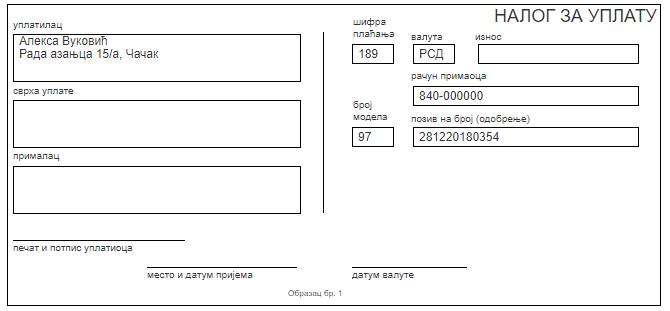 НАЛОГ ЗА УПЛАТУ
уплатилац
Алекса Вуковић
Рада азањца 15/а, Чачак
сврха уплате
прималац
печат и потпис уплатиоца
место и датум пријема
шифра
плаћања
валута
износ
189
РСД
рачун примаоца
840-000000
број
модела
позив на број (одобрење)
97
281220180354
датум валуте
Образац бр. 1